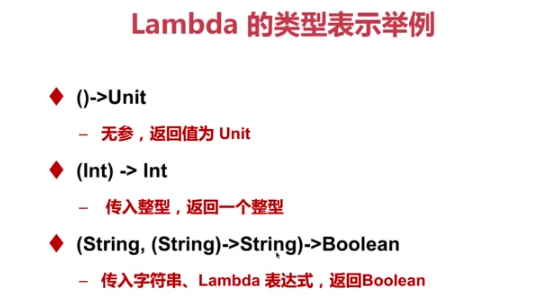 Lambda 的类型表示举例
()->Unit
– 无参，返回值为 Unit
(Int) -> Int
– 传入整型，返回一个整型
(String, (String)->String)->Boolean
– 传入字符串、Lambda 表达式，返回Boolean